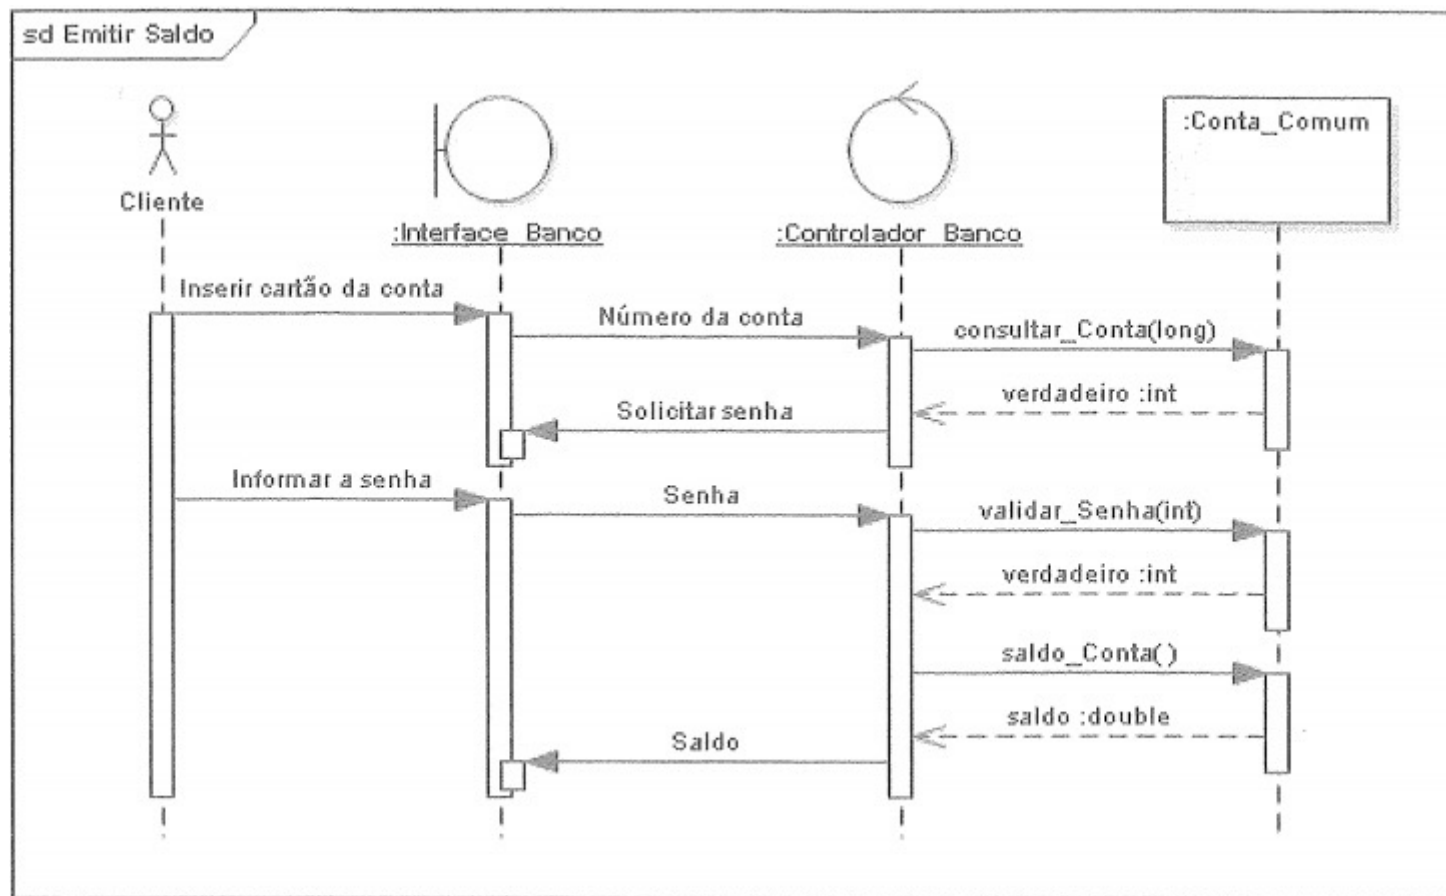 sd Emitir Saldo
Cliente
:Interface_Banco
:Controlador_Banco
:Conta_Comum
Inserir cartão da conta
Número da conta
consultar_Conta(long)
verdadeiro :int
Solicitar senha
Informar a senha
Senha
validar_Senha(int)
verdadeiro :int
saldo_Conta( )
saldo :double
Saldo